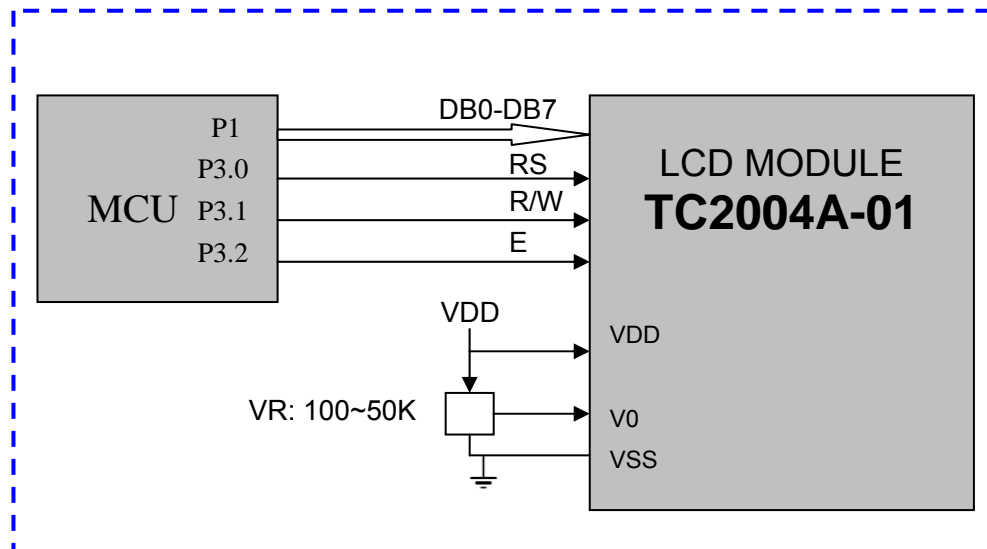 DB0-DB7
P1
LCD MODULE
P3.0
RS
MCU
P3.1
R/W
TC2004A-01
P3.2
E
VDD
VDD
VR: 100~50K
V0
VSS